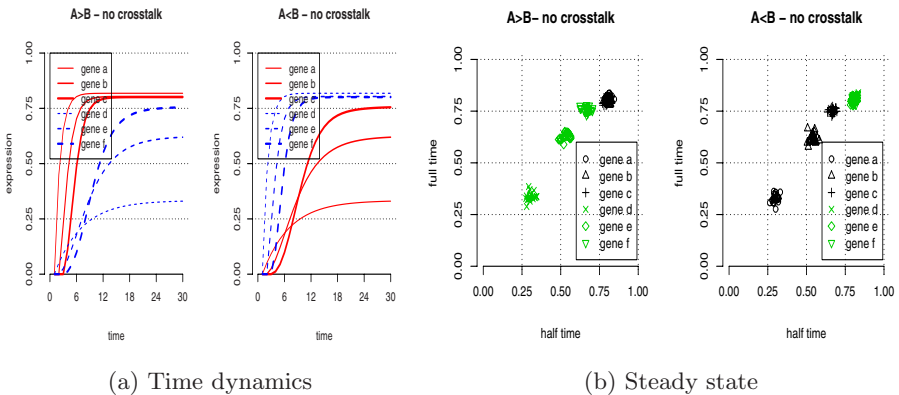 A>B – no crosstalk
1.00
0.75
0.50
0.25
0.00
expression
gene a
gene b
gene c
gene d
gene e
gene f
0 6 12 18 24 30
time
A<B – no crosstalk
1.00
0.75
0.50
0.25
0.00
expression
gene a
gene b
gene c
gene d
gene e
gene f
0 6 12 18 24 30
time
(a) Time dynamics
A>B– no crosstalk
1.00
0.75
0.50
0.25
0.00
full time
gene a
gene b
gene c
gene d
gene e
gene f
0.00 0.25 0.50 0.75 1.00
half time
A<B – no crosstalk
1.00
0.75
0.50
0.25
0.00
full time
gene a
gene b
gene c
gene d
gene e
gene f
0.00 0.25 0.50 0.75 1.00
half time
(b) Steady state